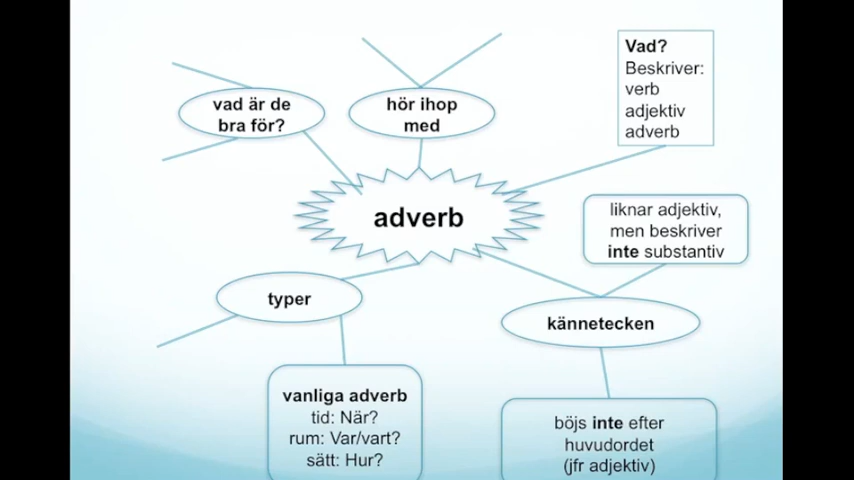 vad är de
bra för?
hör ihop
med
Vad?
Beskriver:
verb
adjektiv
adverb
adverb
liknar adjektiv,
men beskriver
inte substantiv
typer
kännetecken
vanliga adverb
tid: När?
rum: Var/vart?
sätt: Hur?
böjs inte efter
huvudordet
(jfr adjektiv)